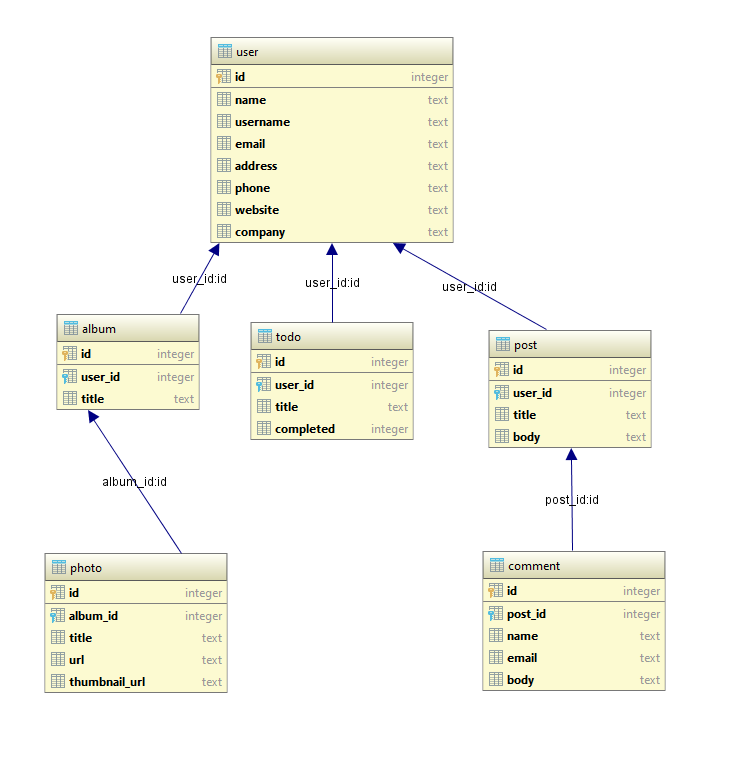 user
id integer
name text
username text
email text
address text
phone text
website text
company text
user_id:id
user_id:id
user_id:id
album
id integer
user_id integer
title text
todo
id integer
user_id integer
title text
completed integer
post
id integer
user_id integer
title text
body text
album_id:id
post_id:id
photo
id integer
album_id integer
title text
url text
thumbnail_url text
comment
id integer
post_id integer
name text
email text
body text